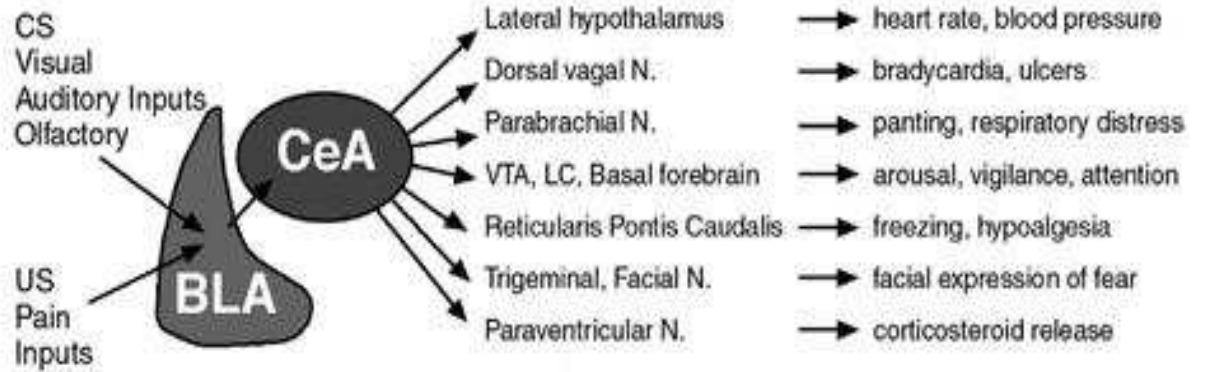 CS
Visual
Auditory Inputs
Olfactory
US
Pain
Inputs
BLA
CeA
Lateral hypothalamus
heart rate, blood pressure
Dorsal vagal N.
bradycardia, ulcers
Parabrachial N.
panting, respiratory distress
VTA, LC, Basal forebrain
arousal, vigilance, attention
Reticularis Pontis Caudalis
freezing, hypoalgesia
Trigeminal, Facial N.
facial expression of fear
Paraventricular N.
corticosteroid release